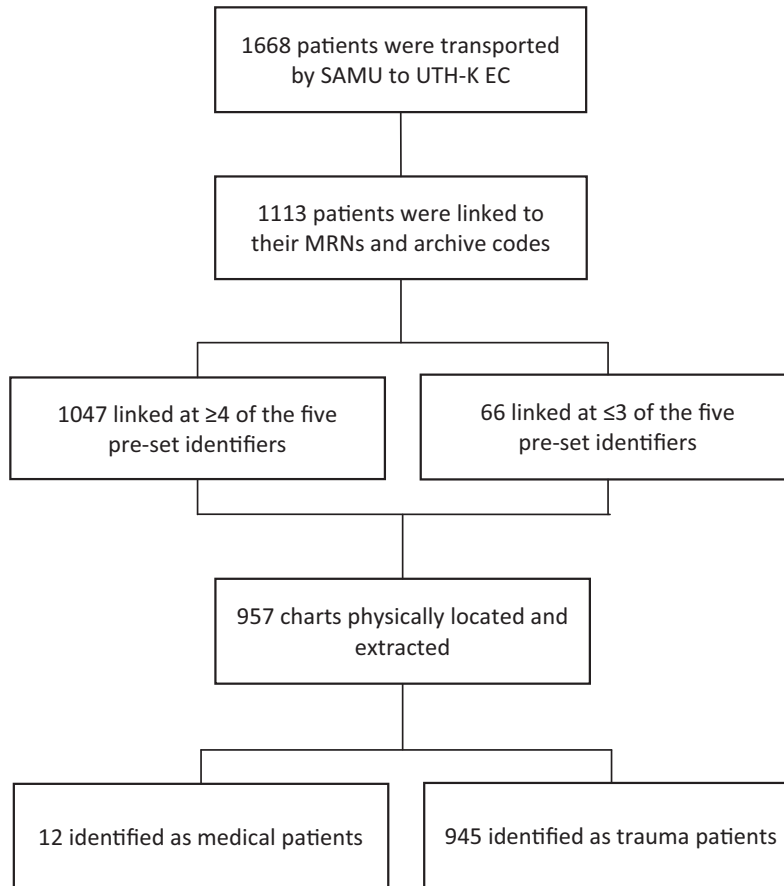 1668 patients were transported
by SAMU to UTH-K EC
1113 patients were linked to
their MRNs and archive codes
1047 linked at ≥4 of the five
pre-set identifiers
66 linked at ≤3 of the five
pre-set identifiers
957 charts physically located and
extracted
12 identified as medical patients
945 identified as trauma patients